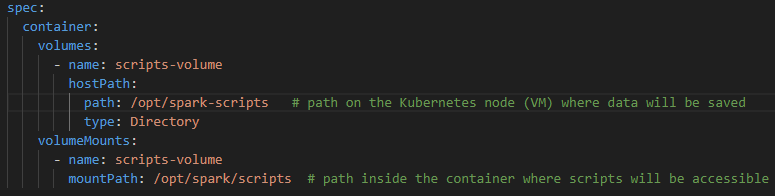 spec:
  container:
    volumes:
      - name: scripts-volume
        hostPath:
          path: /opt/spark-scripts   # path on the Kubernetes node (VM) where data will be saved
          type: Directory
    volumeMounts:
      - name: scripts-volume
        mountPath: /opt/spark/scripts  # path inside the container where scripts will be accessible